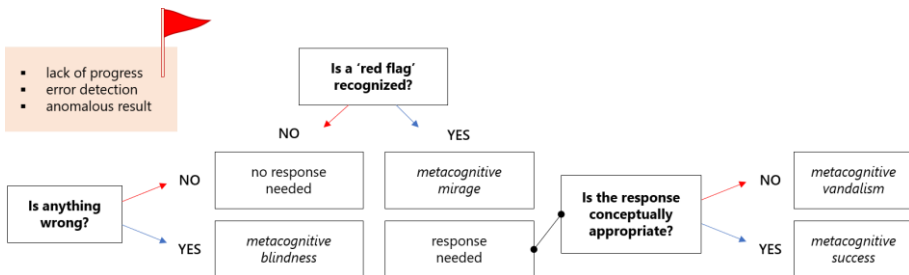 ▪ lack of progress
▪ error detection
▪ anomalous result
Is a ‘red flag’
recognized?
NO
YES
Is anything
wrong?
NO
no response
needed
metacognitive
mirage
YES
metacognitive
blindness
response
needed
Is the response
conceptually
appropriate?
NO
metacognitive
vandalism
YES
metacognitive
success